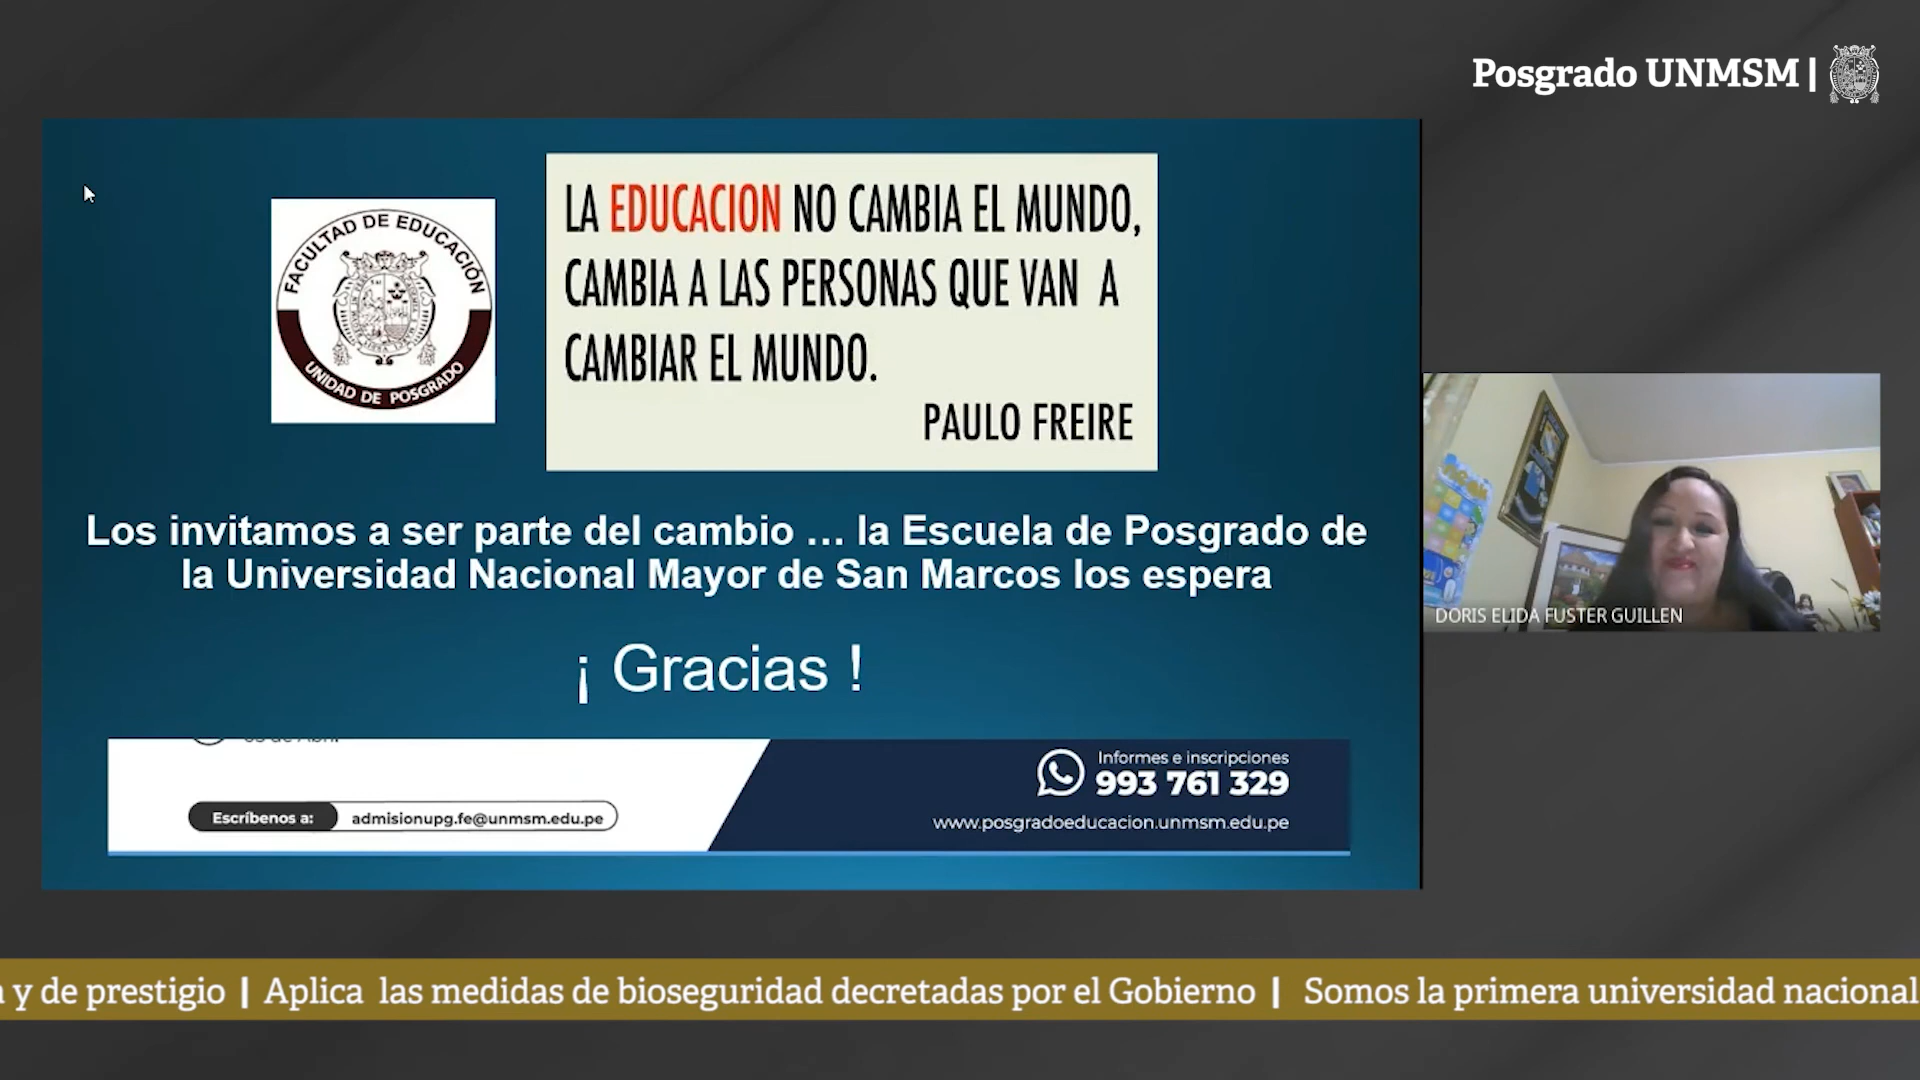 Posgrado UNMSM |
FACULTAD DE EDUCACIÓN
UNIDAD DE POSGRADO
LA EDUCACION NO CAMBIA EL MUNDO,
CAMBIA A LAS PERSONAS QUE VAN A
CAMBIAR EL MUNDO.
PAULO FREIRE
Los invitamos a ser parte del cambio ... la Escuela de Posgrado de
la Universidad Nacional Mayor de San Marcos los espera
¡ Gracias !
Informes e inscripciones
993 761 329
Escríbenos a: admisionupg.fe@unmsm.edu.pe
www.posgradoeducacion.unmsm.edu.pe
DORIS ELIDA FUSTER GUILLEN
y de prestigio | Aplica las medidas de bioseguridad decretadas por el Gobierno | Somos la primera universidad nacional